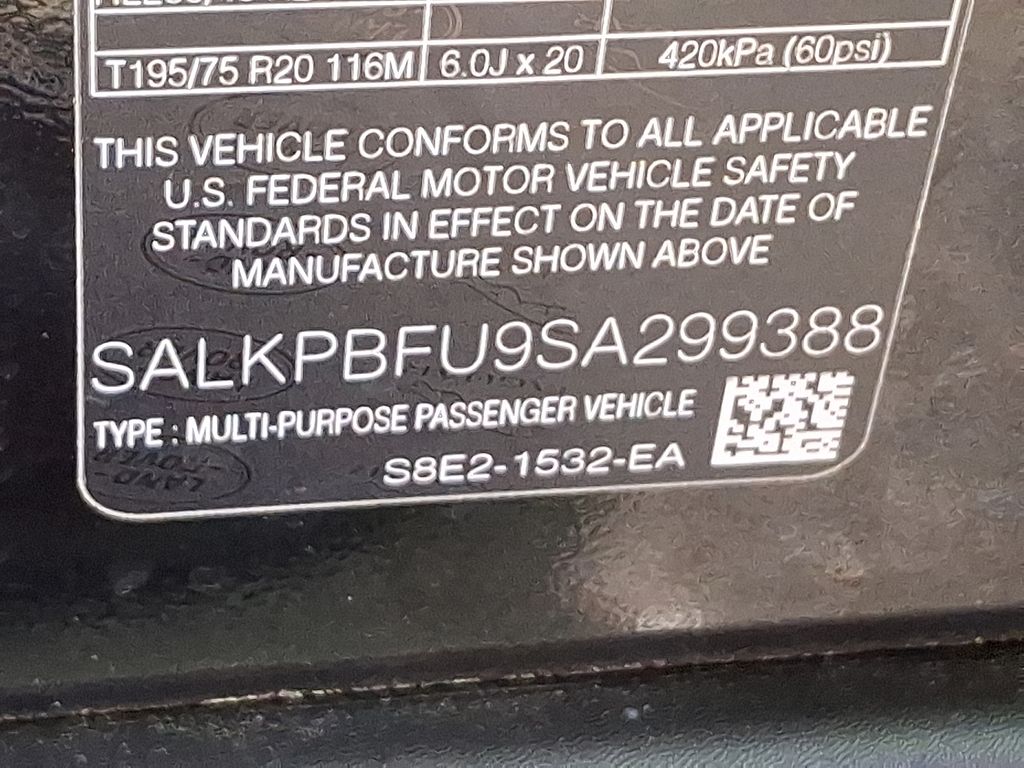 T195/75 R20 116M 6.0J x 20 420kPa (60psi)
THIS VEHICLE CONFORMS TO ALL APPLICABLE
U.S. FEDERAL MOTOR VEHICLE SAFETY
STANDARDS IN EFFECT ON THE DATE OF
MANUFACTURE SHOWN ABOVE
SALKPBFU9SA299388
TYPE : MULTI-PURPOSE PASSENGER VEHICLE
S8E2-1532-EA